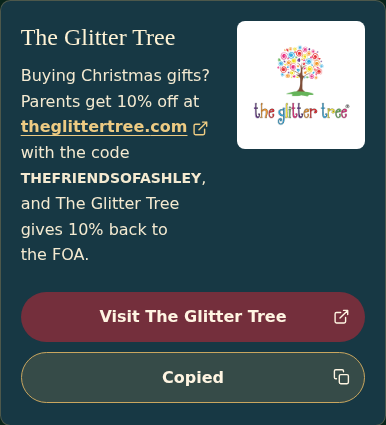 The Glitter Tree
Buying Christmas gifts?
Parents get 10% off at
theglittertree.com
with the code
THEFRIENDSOFASHLEY,
and The Glitter Tree
gives 10% back to
the FOA.
the glitter tree
Visit The Glitter Tree
Copied